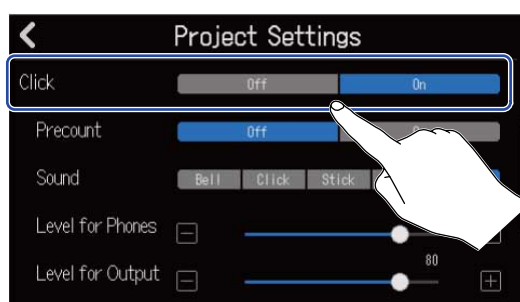 Project Settings
Click Off On
Precount Off
Sound Bell Click Stick
Level for Phones
80
Level for Output